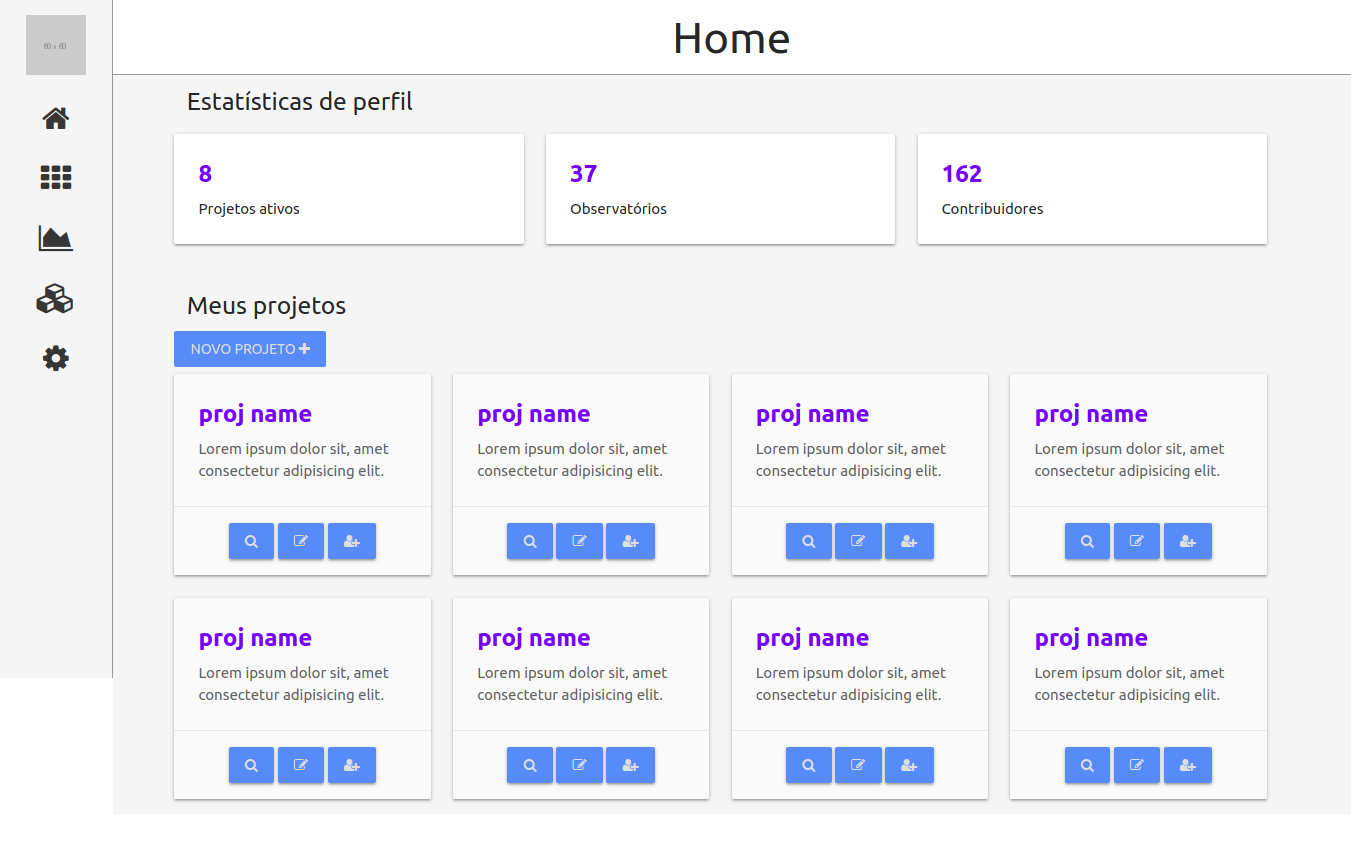 60 x 60
Home
Estatísticas de perfil
8
Projetos ativos
37
Observatórios
162
Contribuidores
Meus projetos
NOVO PROJETO
proj name
Lorem ipsum dolor sit, amet
consectetur adipisicing elit.
proj name
Lorem ipsum dolor sit, amet
consectetur adipisicing elit.
proj name
Lorem ipsum dolor sit, amet
consectetur adipisicing elit.
proj name
Lorem ipsum dolor sit, amet
consectetur adipisicing elit.
proj name
Lorem ipsum dolor sit, amet
consectetur adipisicing elit.
proj name
Lorem ipsum dolor sit, amet
consectetur adipisicing elit.
proj name
Lorem ipsum dolor sit, amet
consectetur adipisicing elit.
proj name
Lorem ipsum dolor sit, amet
consectetur adipisicing elit.